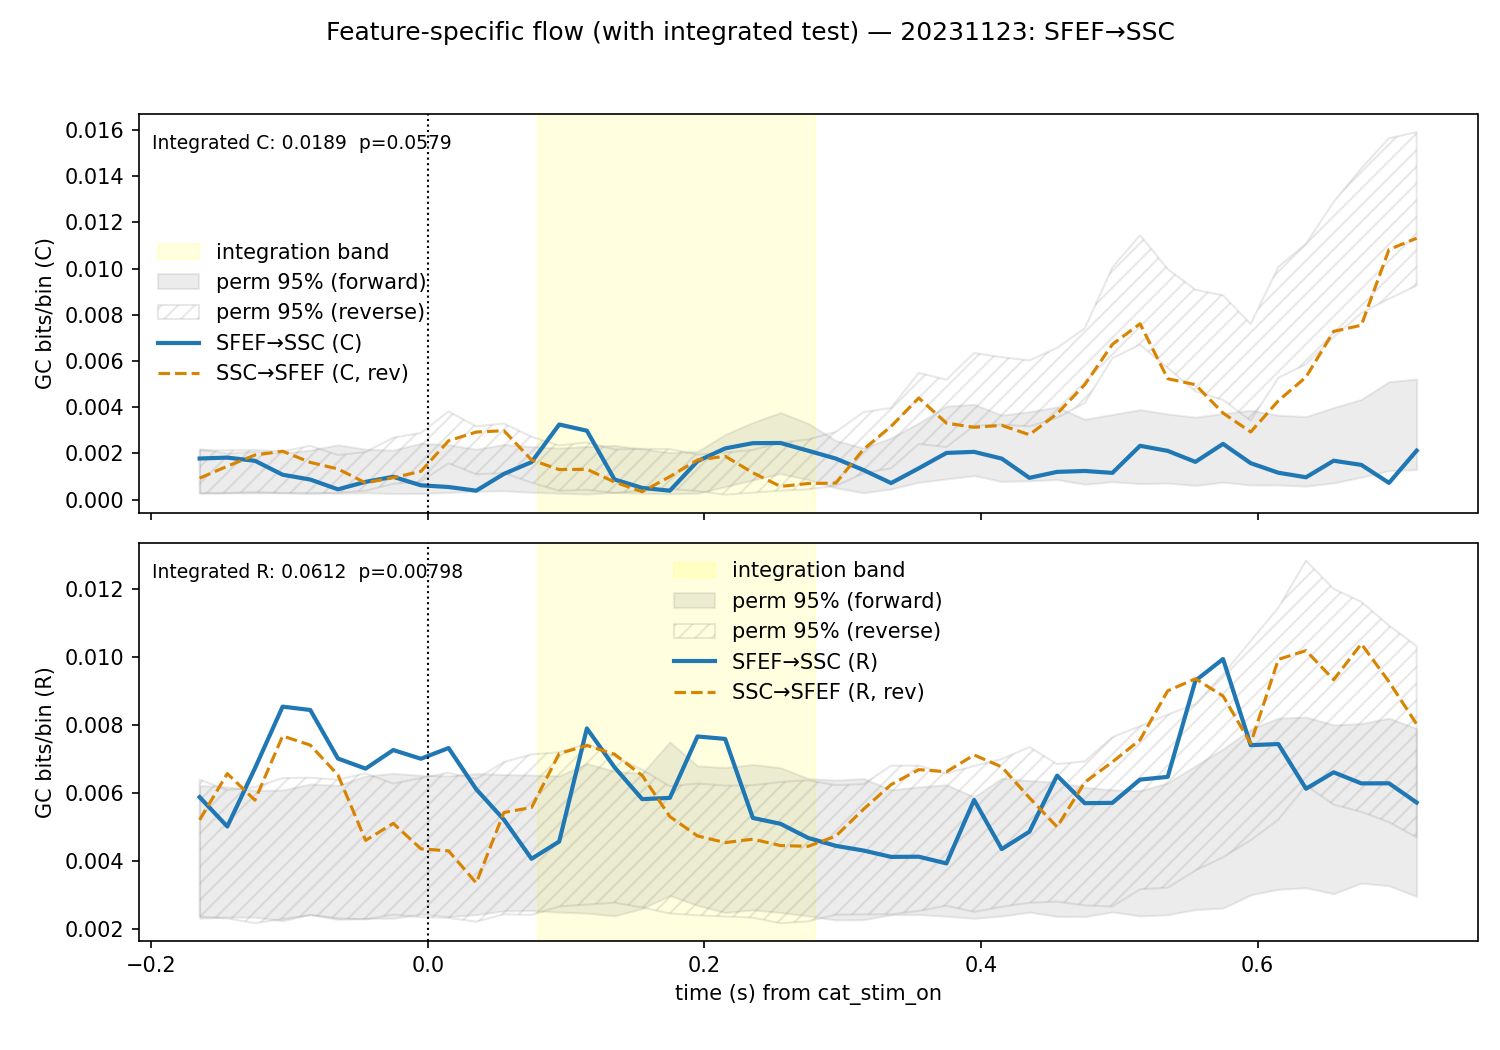 Feature-specific flow (with integrated test) — 20231123: SFEF→SSC
Integrated C: 0.0189  p=0.0579
integration band
perm 95% (forward)
perm 95% (reverse)
SFEF→SSC (C)
SSC→SFEF (C, rev)
GC bits/bin (C)
0.016
0.014
0.012
0.010
0.008
0.006
0.004
0.002
0.000
Integrated R: 0.0612  p=0.00798
integration band
perm 95% (forward)
perm 95% (reverse)
SFEF→SSC (R)
SSC→SFEF (R, rev)
GC bits/bin (R)
0.012
0.010
0.008
0.006
0.004
0.002
−0.2 0.0 0.2 0.4 0.6
time (s) from cat_stim_on